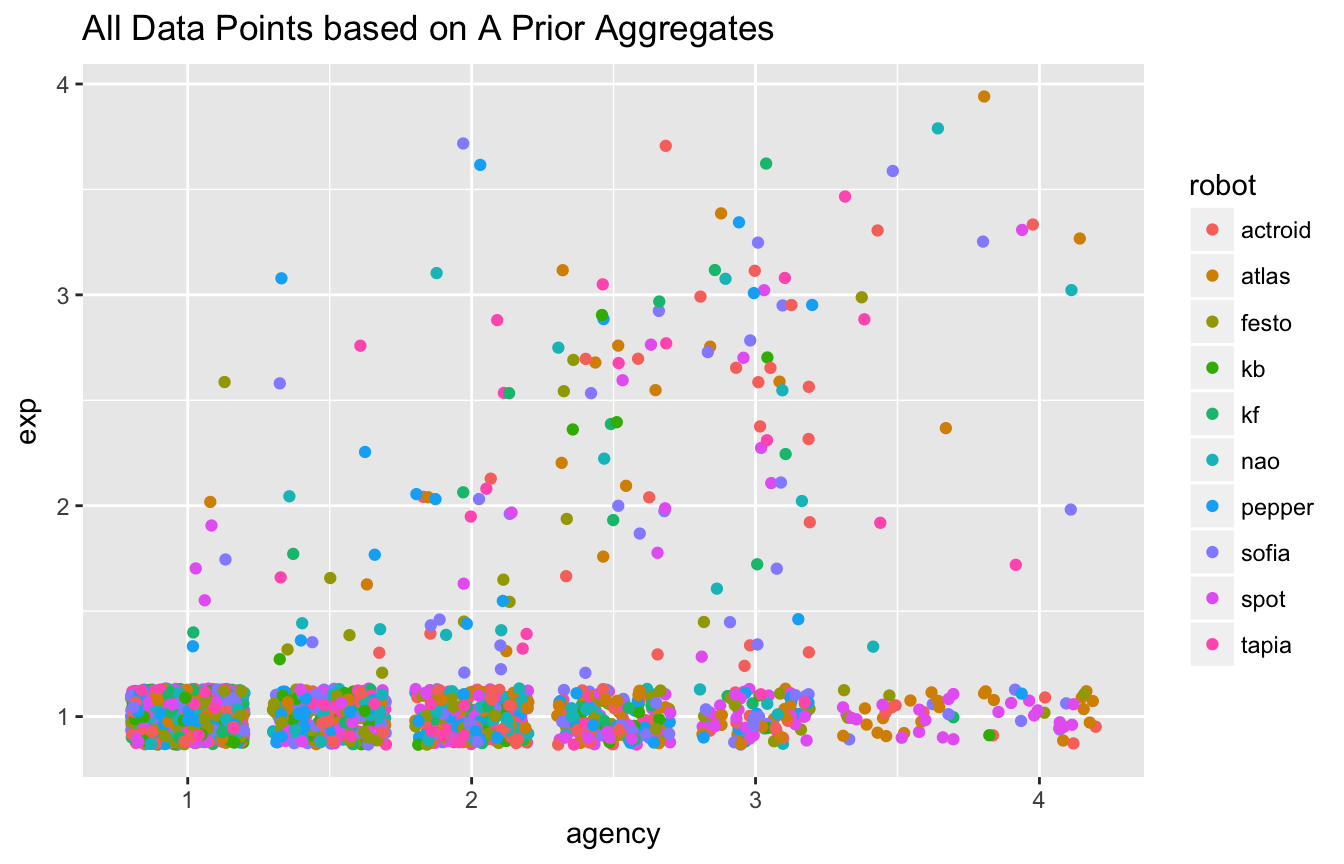 All Data Points based on A Prior Aggregates
4
3
2
1
exp
1 2 3 4
agency
robot
actroid
atlas
festo
kb
kf
nao
pepper
sofia
spot
tapia